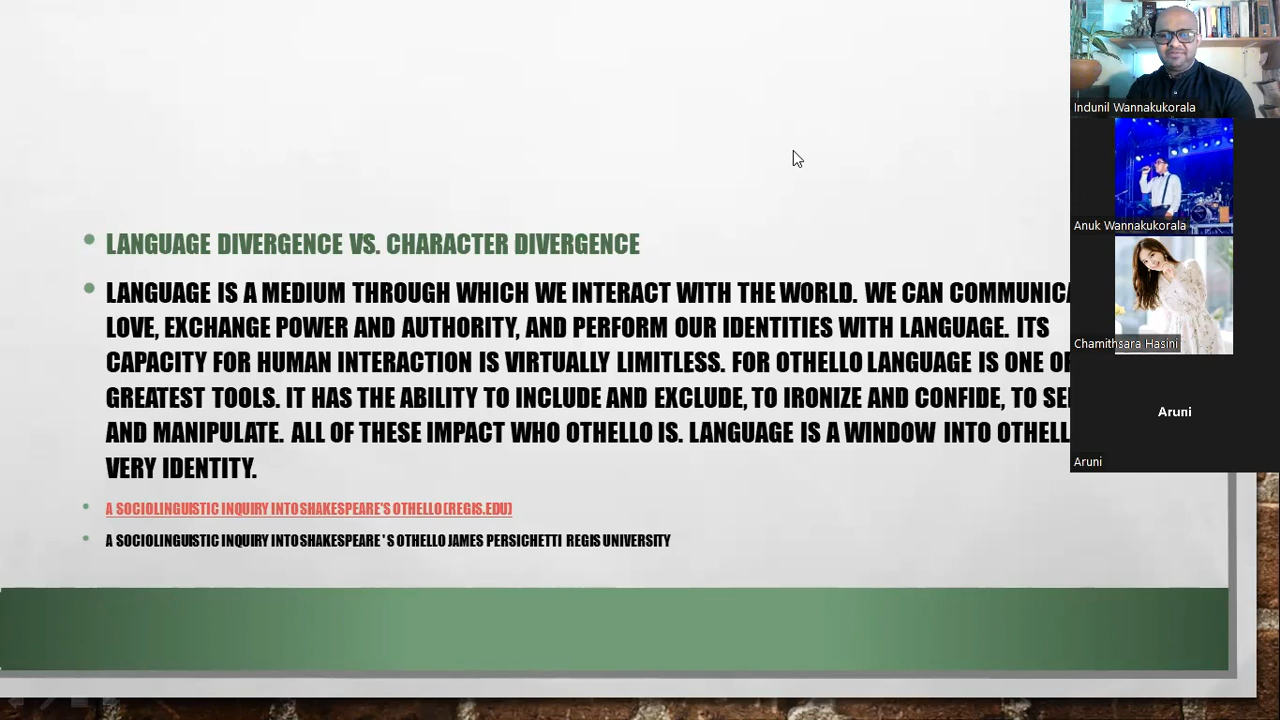 LANGUAGE DIVERGENCE VS. CHARACTER DIVERGENCE
LANGUAGE IS A MEDIUM THROUGH WHICH WE INTERACT WITH THE WORLD. WE CAN
LOVE, EXCHANGE POWER AND AUTHORITY, AND PERFORM OUR IDENTITIES WITH LANGUAGE. ITS
CAPACITY FOR HUMAN INTERACTION IS VIRTUALLY LIMITLESS. FOR OTHELLO LANGUAGE IS ONE
GREATEST TOOLS. IT HAS THE ABILITY TO INCLUDE AND EXCLUDE, TO IRONIZE AND CONFIDE, TO
AND MANIPULATE. ALL OF THESE IMPACT WHO OTHELLO IS. LANGUAGE IS A WINDOW INTO
VERY IDENTITY.
A SOCIOLINGUISTIC INQUIRY INTO SHAKESPEARE'S OTHELLO (REGIS.EDU)
A SOCIOLINGUISTIC INQUIRY INTO SHAKESPEARE ' S OTHELLO JAMES PERSICHETTI REGIS UNIVERSITY
Indunil Wannakukorala
Anuk Wannakukorala
Chamithsara Hasini
Aruni
Aruni